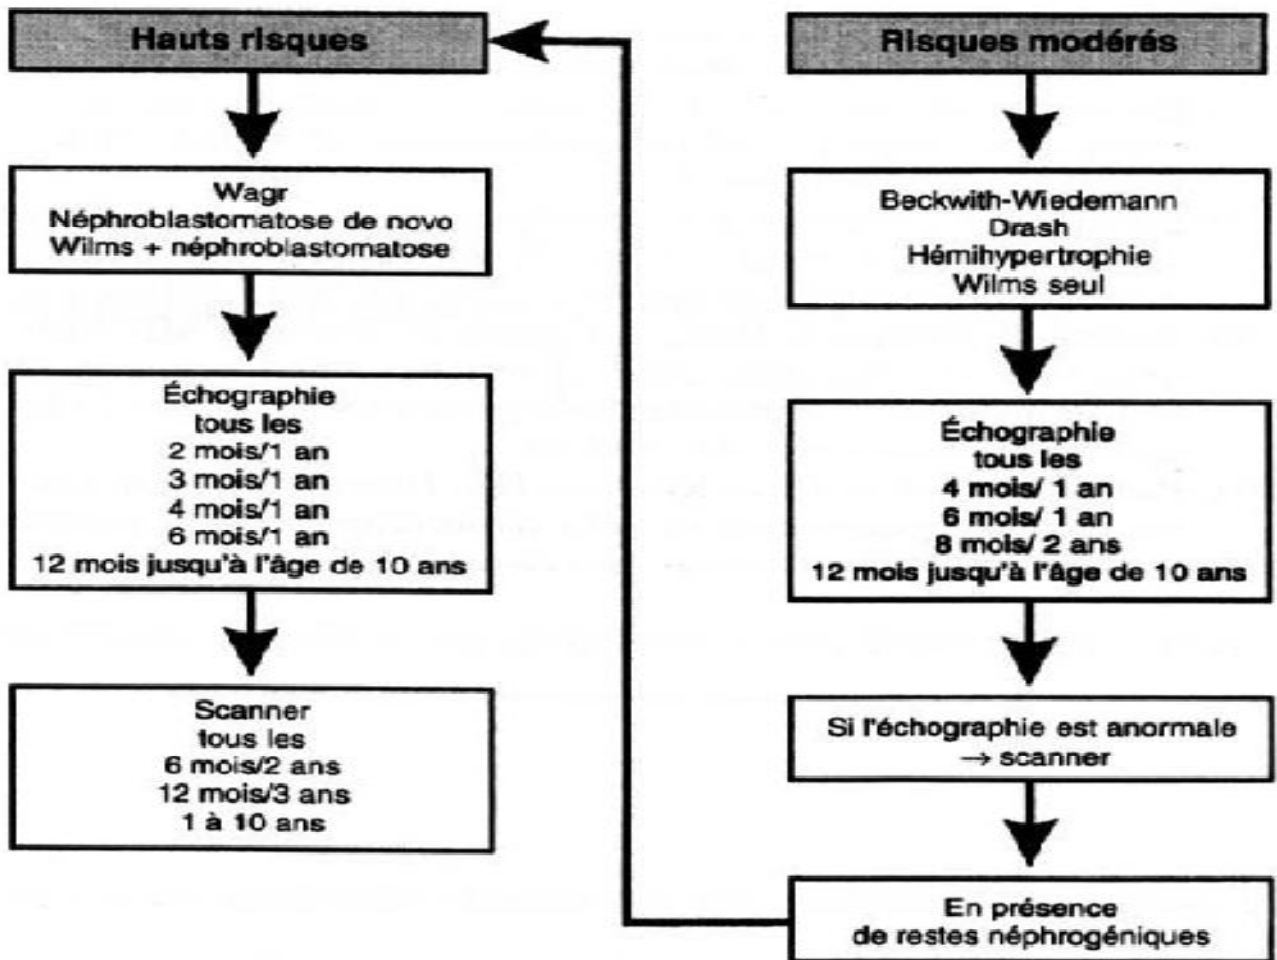 Hauts risques
Wagr
Néphroblastomatose de novo
Wilms + néphroblastomatose
Échographie
tous les
2 mois/1 an
3 mois/1 an
4 mois/1 an
6 mois/1 an
12 mois jusqu'à l'âge de 10 ans
Scanner
tous les
6 mois/2 ans
12 mois/3 ans
1 à 10 ans
Risques modérés
Beckwith-Wiedemann
Drash
Hémihypertrophie
Wilms seul
Échographie
tous les
4 mois/ 1 an
6 mois/ 1 an
8 mois/ 2 ans
12 mois jusqu'à l'âge de 10 ans
Si l'échographie est anormale
→ scanner
En présence
de restes néphrogéniques